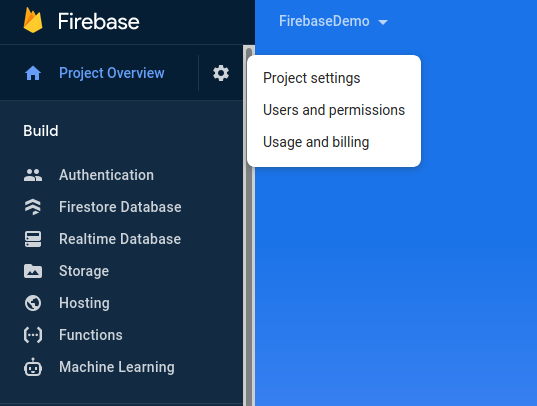 Firebase
FirebaseDemo
Project Overview
Project settings
Users and permissions
Usage and billing
Build
Authentication
Firestore Database
Realtime Database
Storage
Hosting
Functions
Machine Learning